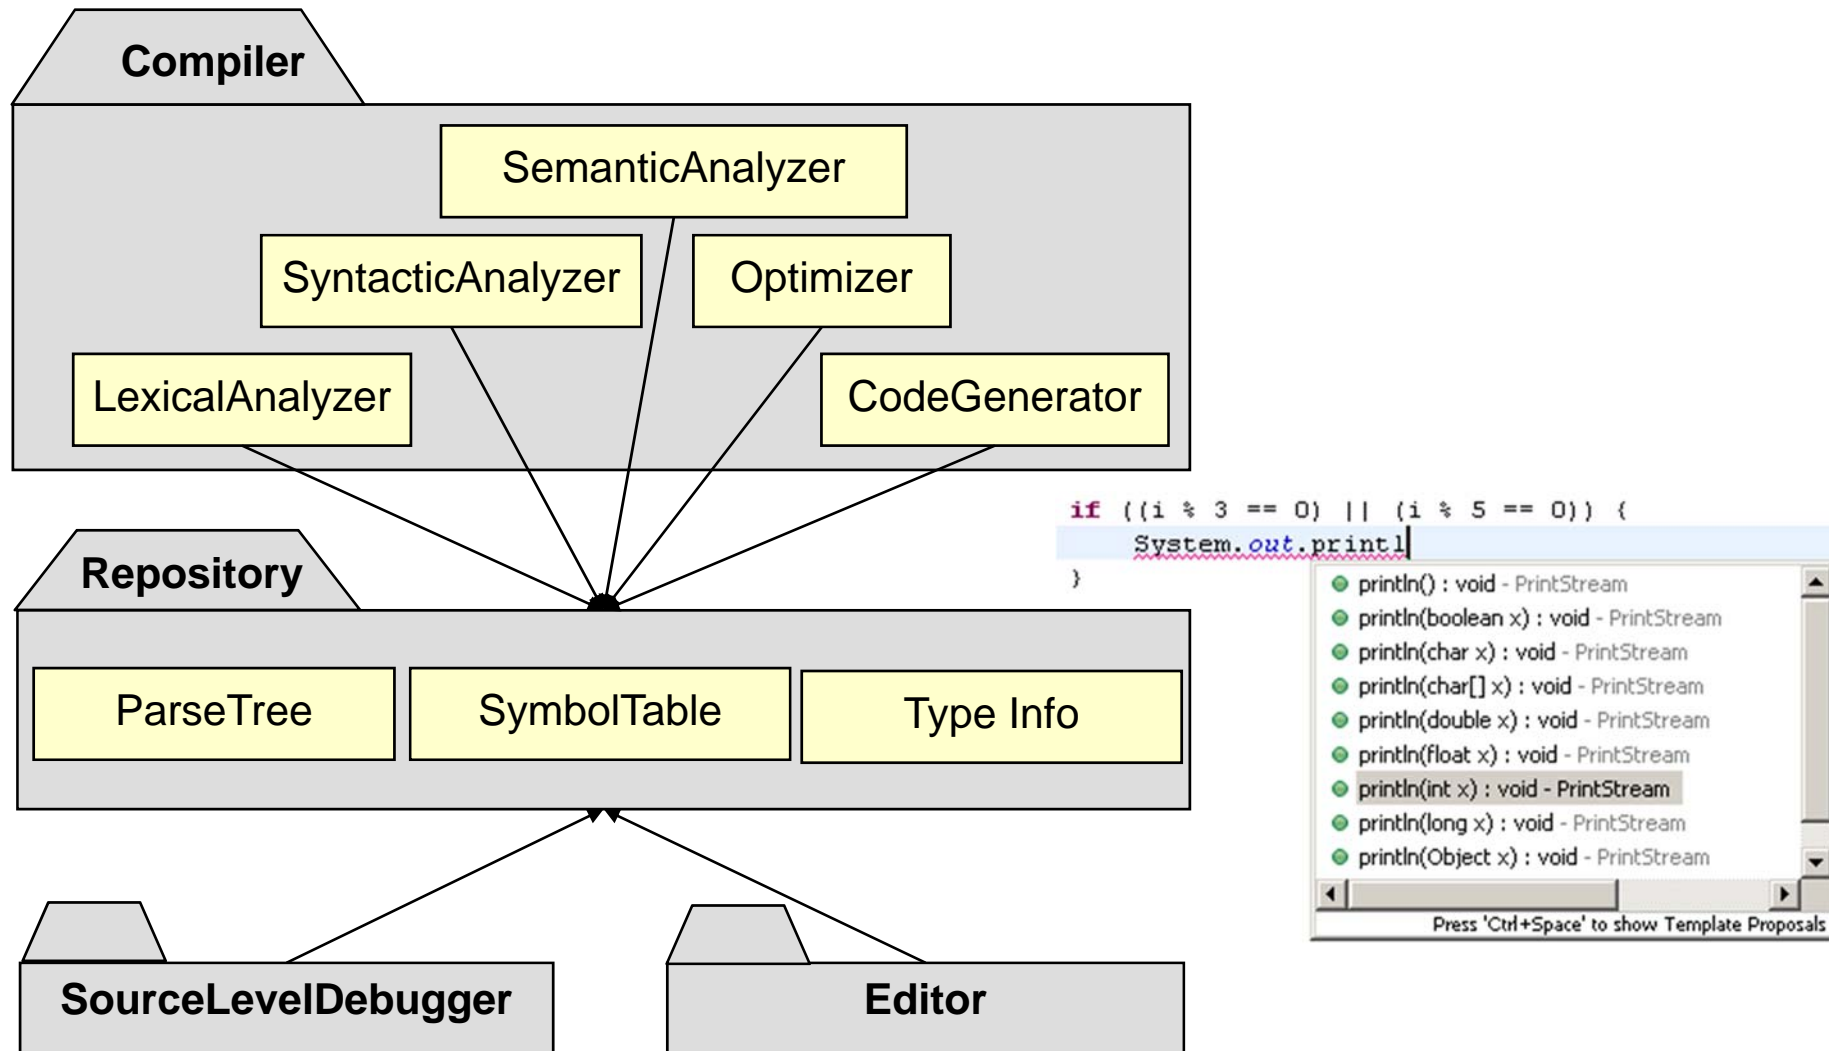 Compiler
SemanticAnalyzer
SyntacticAnalyzer
Optimizer
LexicalAnalyzer
CodeGenerator
Repository
ParseTree
SymbolTable
Type Info
SourceLevelDebugger
Editor
if ((i % 3 == 0) || (i % 5 == 0)) {
System.out.printl
}
println() : void - PrintStream
println(boolean x) : void - PrintStream
println(char x) : void - PrintStream
println(char[] x) : void - PrintStream
println(double x) : void - PrintStream
println(float x) : void - PrintStream
println(int x) : void - PrintStream
println(long x) : void - PrintStream
println(Object x) : void - PrintStream
Press 'Ctrl+Space' to show Template Proposals